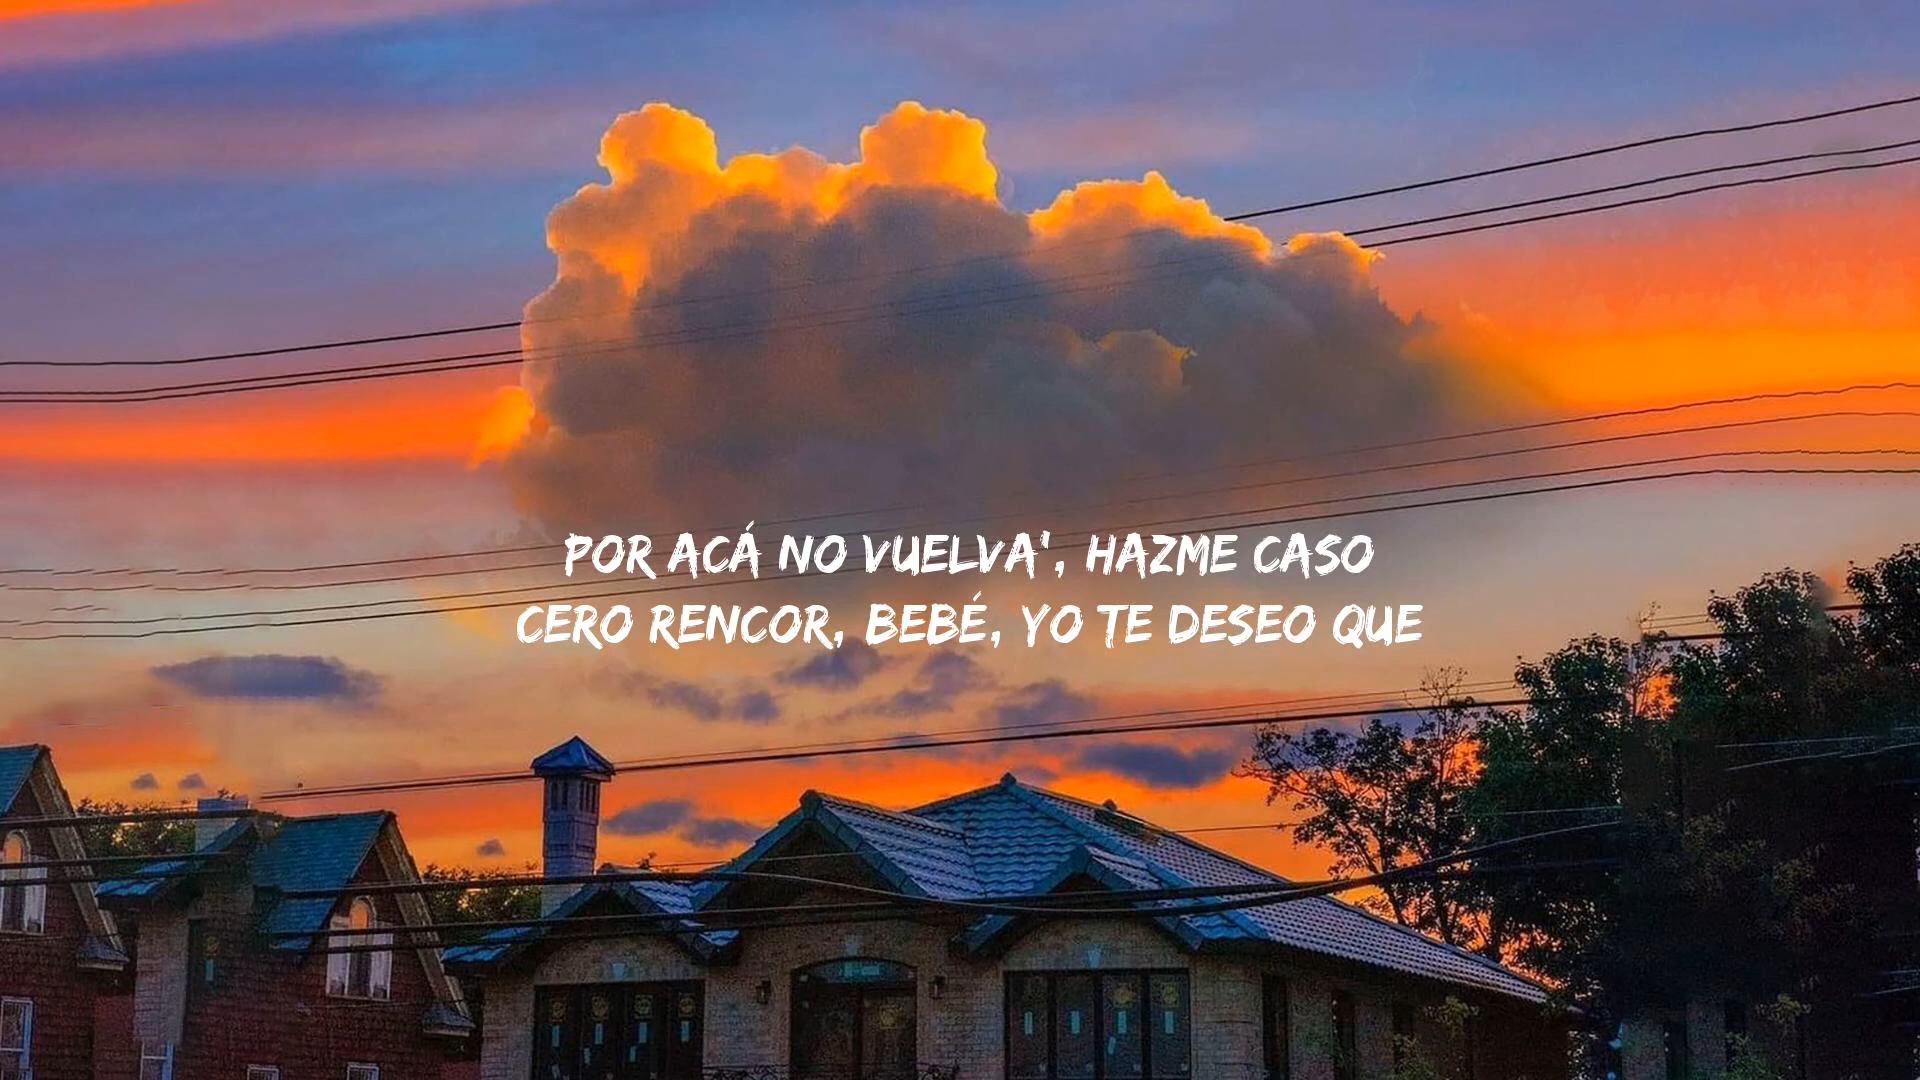 POR ACÁ NO VUELVA', HAZME CASO
CERO RENCOR, BEBÉ, YO TE DESEO QUE